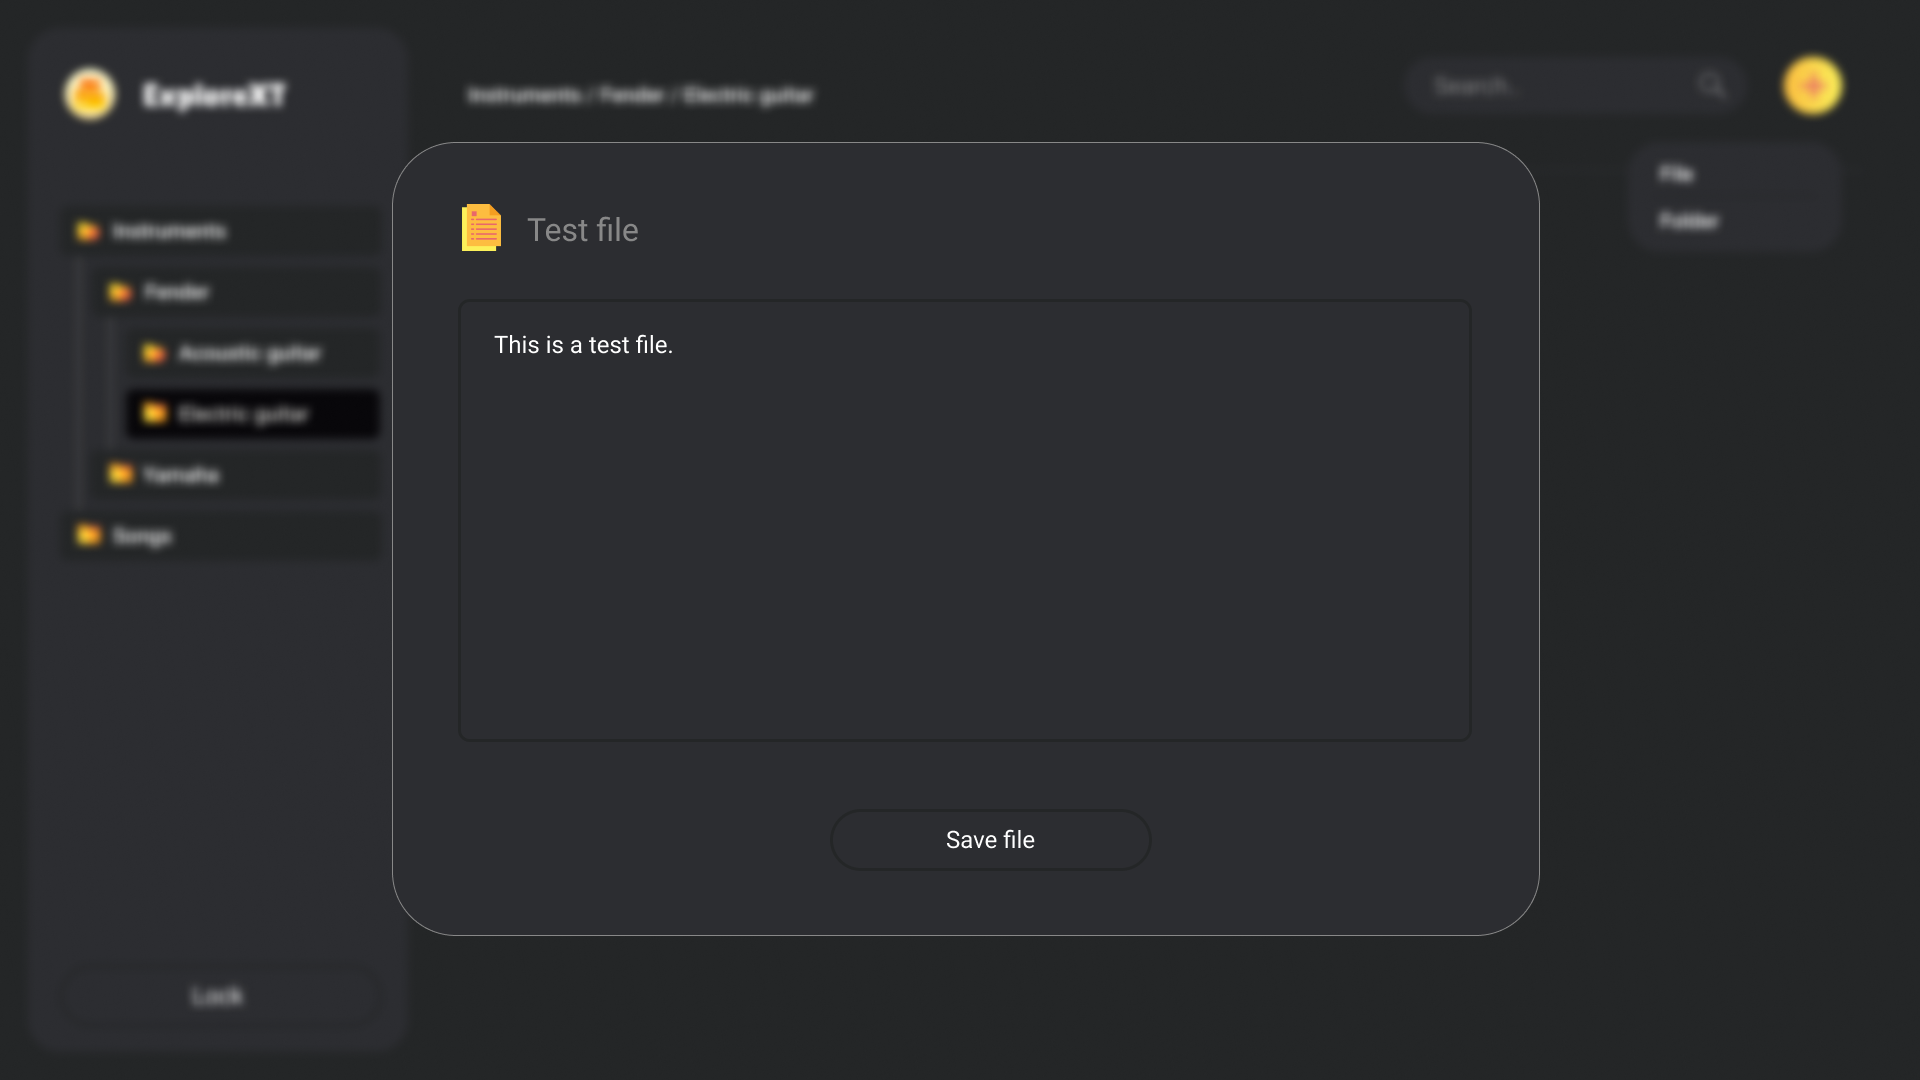 ExploreXT
Instruments / Fender / Electric guitar
Search...
File
Folder
Instruments
Fender
Acoustic guitar
Electric guitar
Yamaha
Songs
Lock
Test file
This is a test file.
Save file